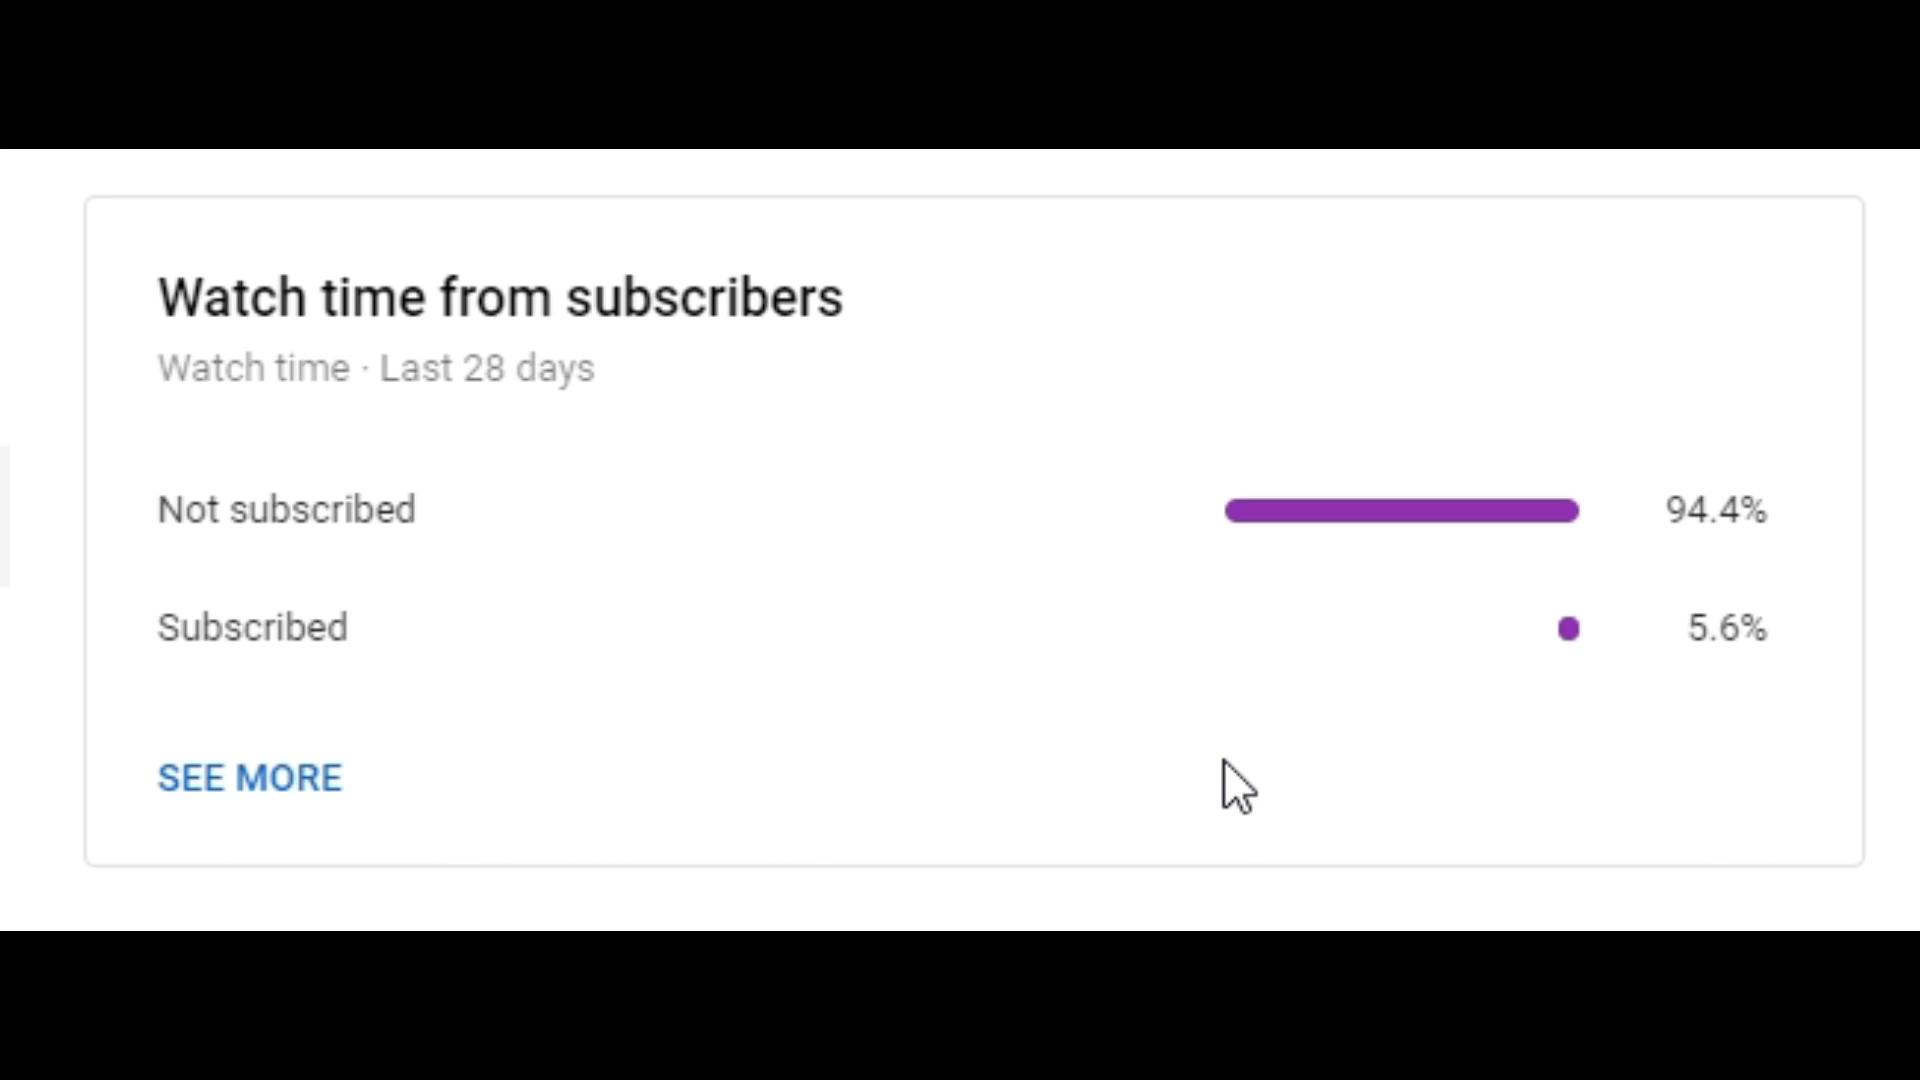 Watch time from subscribers
Watch time · Last 28 days
Not subscribed 94.4%
Subscribed 5.6%
SEE MORE